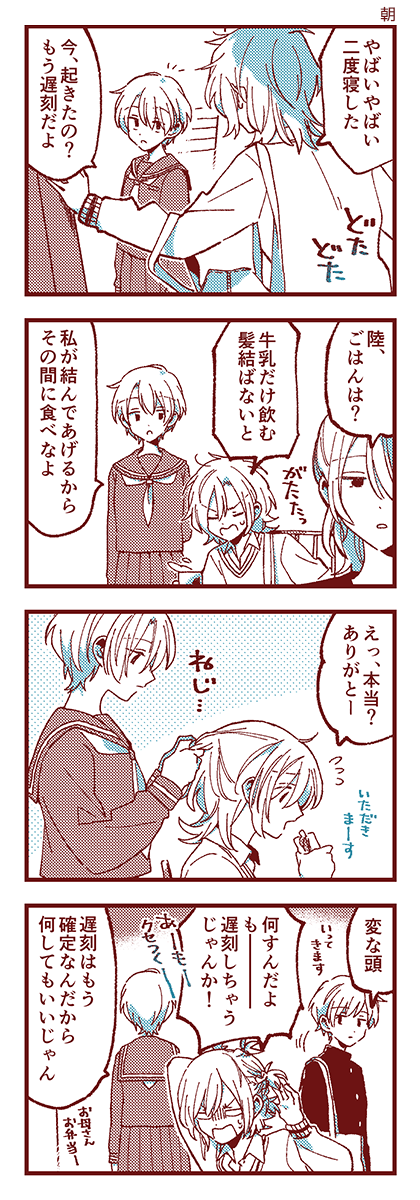 朝
やばいやばい
二度寝した
今、起きたの？
もう遅刻だよ
どた
どた
陸、
ごはんは？
牛乳だけ飲む
髪結ばないと
がたたっ
私が結んであげるから
その間に食べなよ
えっ、本当？
ありがとー
ねじ…
いただき
まーす
変な頭
いって
きます
何すんだよ
も――
遅刻しちゃう
じゃんか！
あーもー
クセつくー
遅刻はもう
確定なんだから
何してもいいじゃん
お母さん
お弁当ー